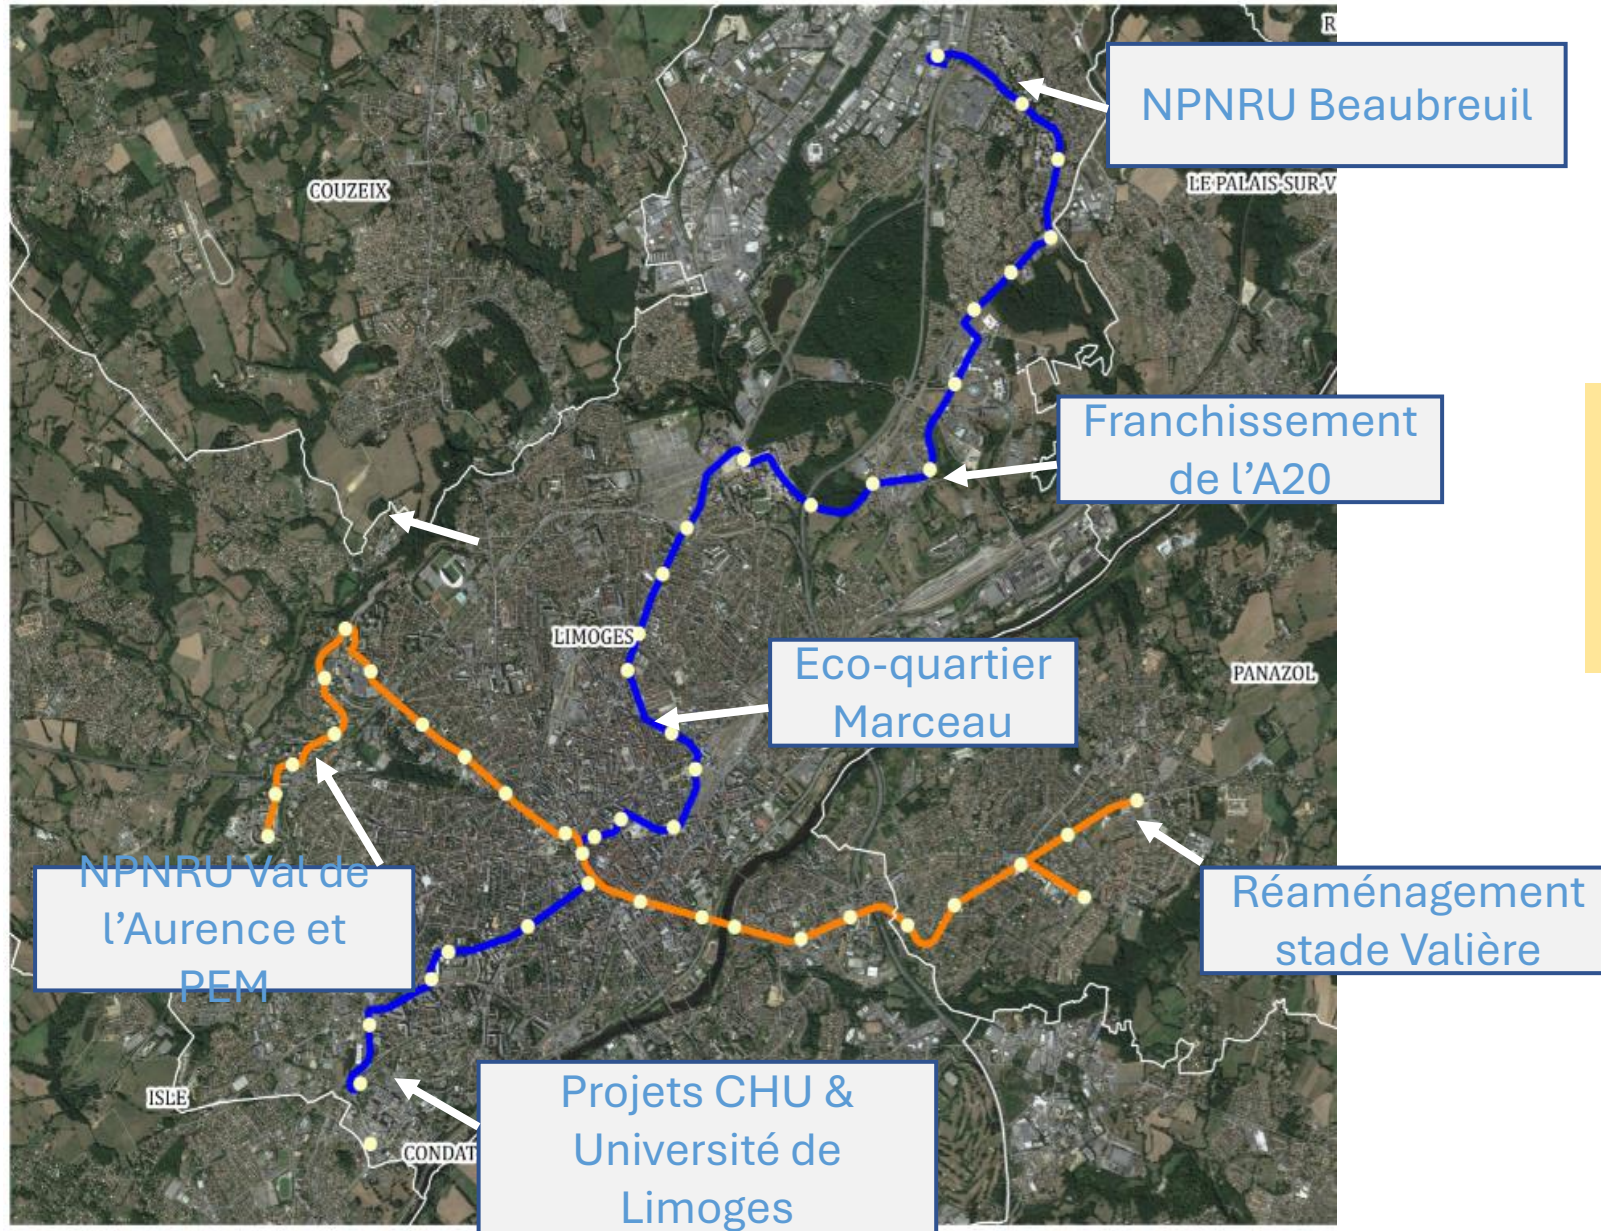 R
NPNRU Beaubreuil
COUZEIX
LE PALAIS-SUR-V
Franchissement
de l’A20
LIMOGES
Eco-quartier
Marceau
PANAZOL
NPNRU Val de
l’Aurence et
PEM
Réaménagement
stade Valière
Projets CHU &
Université de
Limoges
ISLE
CONDAT